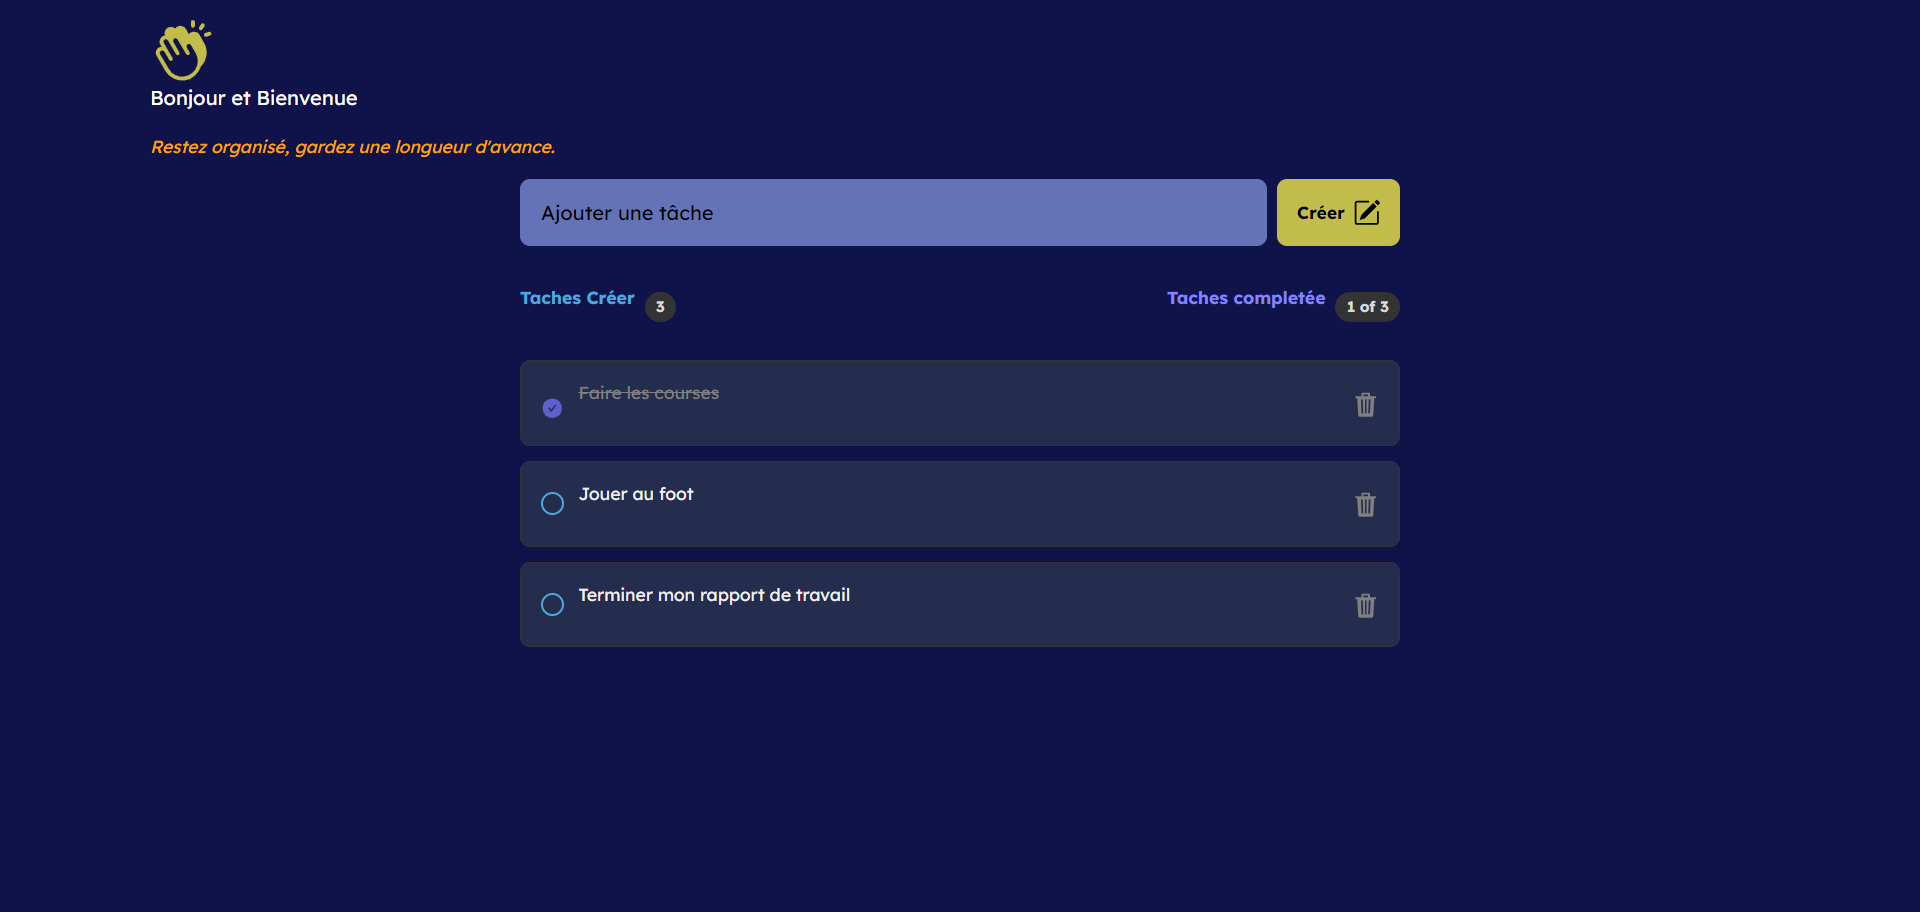 Bonjour et Bienvenue
Restez organisé, gardez une longueur d'avance.
Ajouter une tâche
Créer
Taches Créer 3
Taches completée 1 of 3
Faire les courses
Jouer au foot
Terminer mon rapport de travail